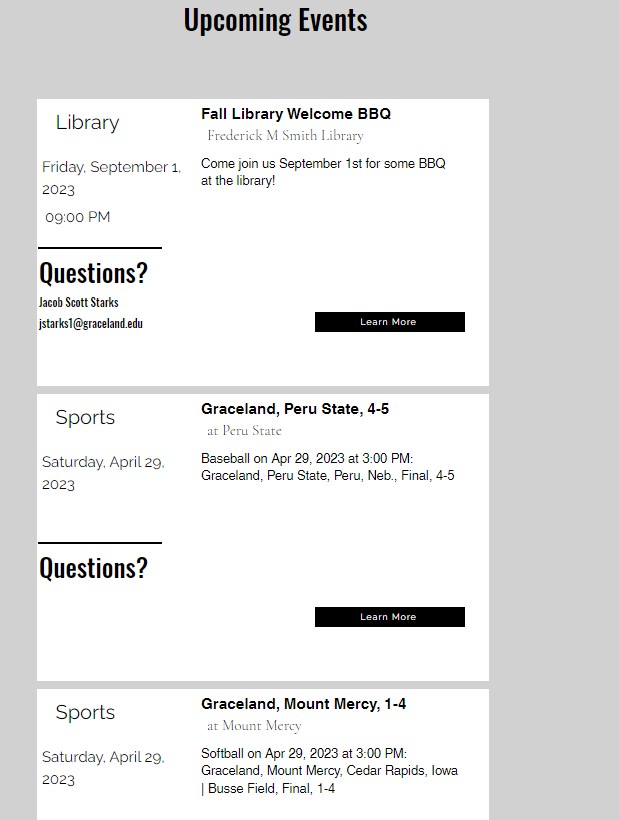 Upcoming Events
Library
Friday, September 1,
2023
09:00 PM
Fall Library Welcome BBQ
Frederick M Smith Library
Come join us September 1st for some BBQ
at the library!
Questions?
Jacob Scott Starks
jstarks1@graceland.edu
Learn More
Sports
Saturday, April 29,
2023
Graceland, Peru State, 4-5
at Peru State
Baseball on Apr 29, 2023 at 3:00 PM:
Graceland, Peru State, Peru, Neb., Final, 4-5
Questions?
Learn More
Sports
Saturday, April 29,
2023
Graceland, Mount Mercy, 1-4
at Mount Mercy
Softball on Apr 29, 2023 at 3:00 PM:
Graceland, Mount Mercy, Cedar Rapids, Iowa
| Busse Field, Final, 1-4